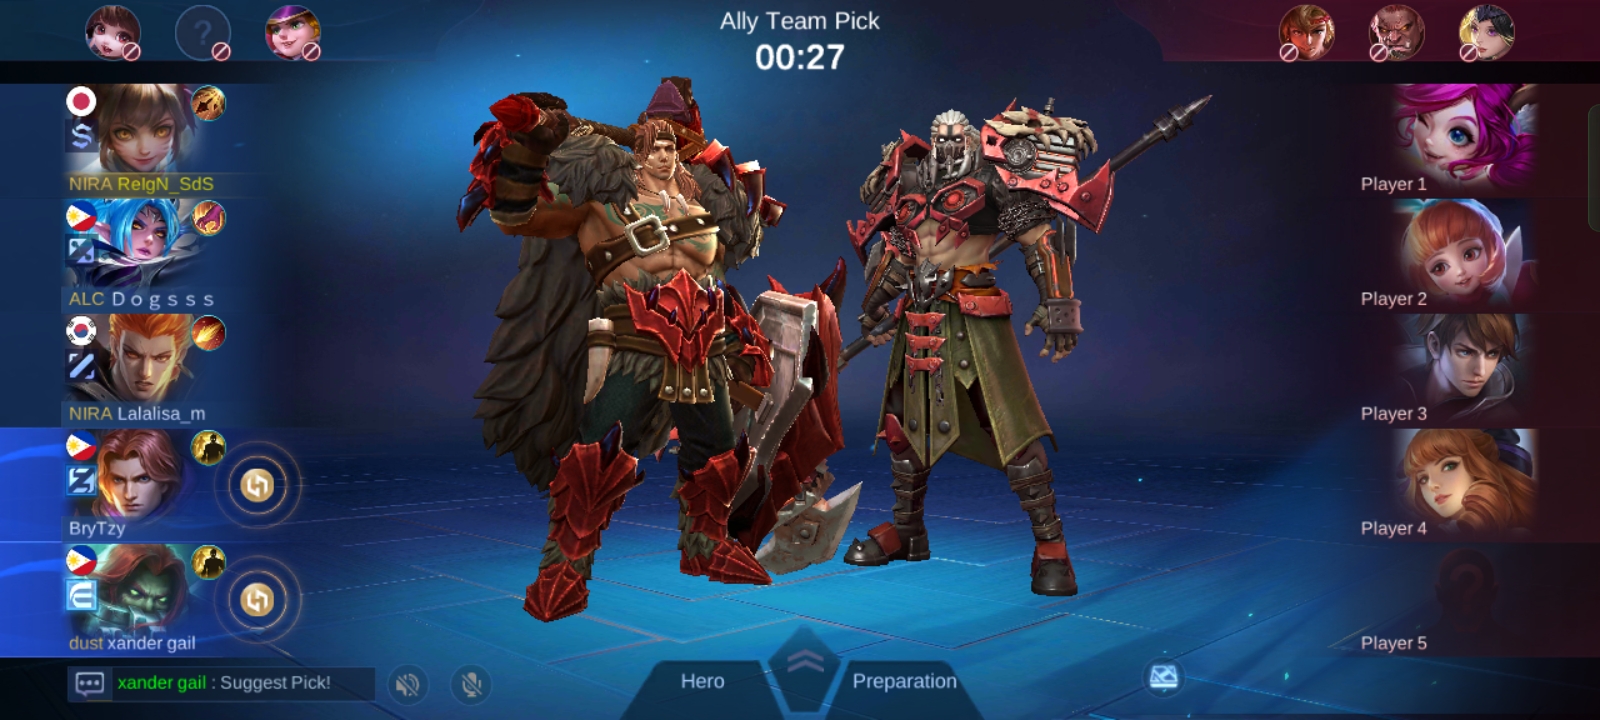 Ally Team Pick
00:27
NIRA RelgN_SdS
ALC D o g s s s
NIRA Lalalisa_m
BryTzy
dust xander gail
Player 1
Player 2
Player 3
Player 4
Player 5
xander gail : Suggest Pick!
Hero
Preparation